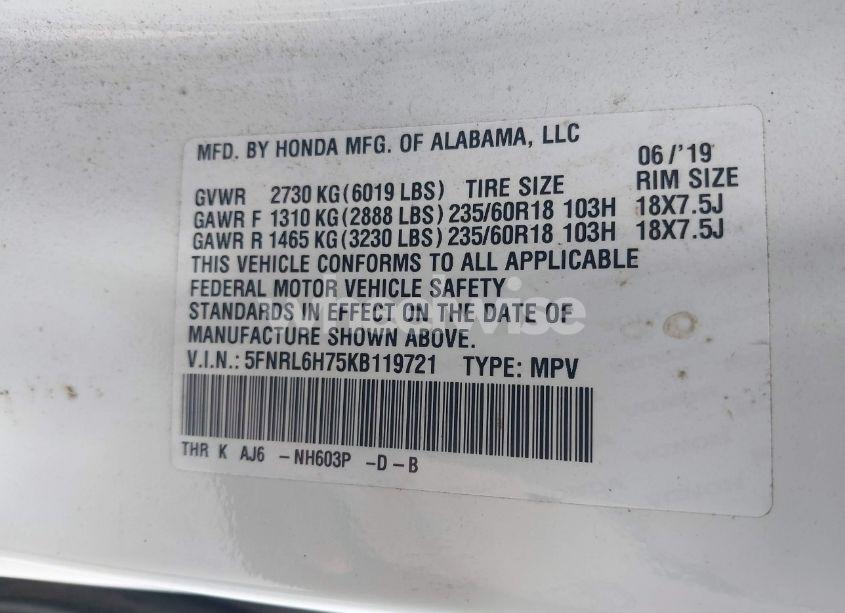 MFD. BY HONDA MFG. OF ALABAMA, LLC 06/'19
GVWR 2730 KG(6019 LBS) TIRE SIZE RIM SIZE
GAWR F 1310 KG(2888 LBS) 235/60R18 103H 18X7.5J
GAWR R 1465 KG(3230 LBS) 235/60R18 103H 18X7.5J
THIS VEHICLE CONFORMS TO ALL APPLICABLE
FEDERAL MOTOR VEHICLE SAFETY
STANDARDS IN EFFECT ON THE DATE OF
MANUFACTURE SHOWN ABOVE.
V.I.N.: 5FNRL6H75KB119721 TYPE: MPV
THR K AJ6 -NH603P -D-B